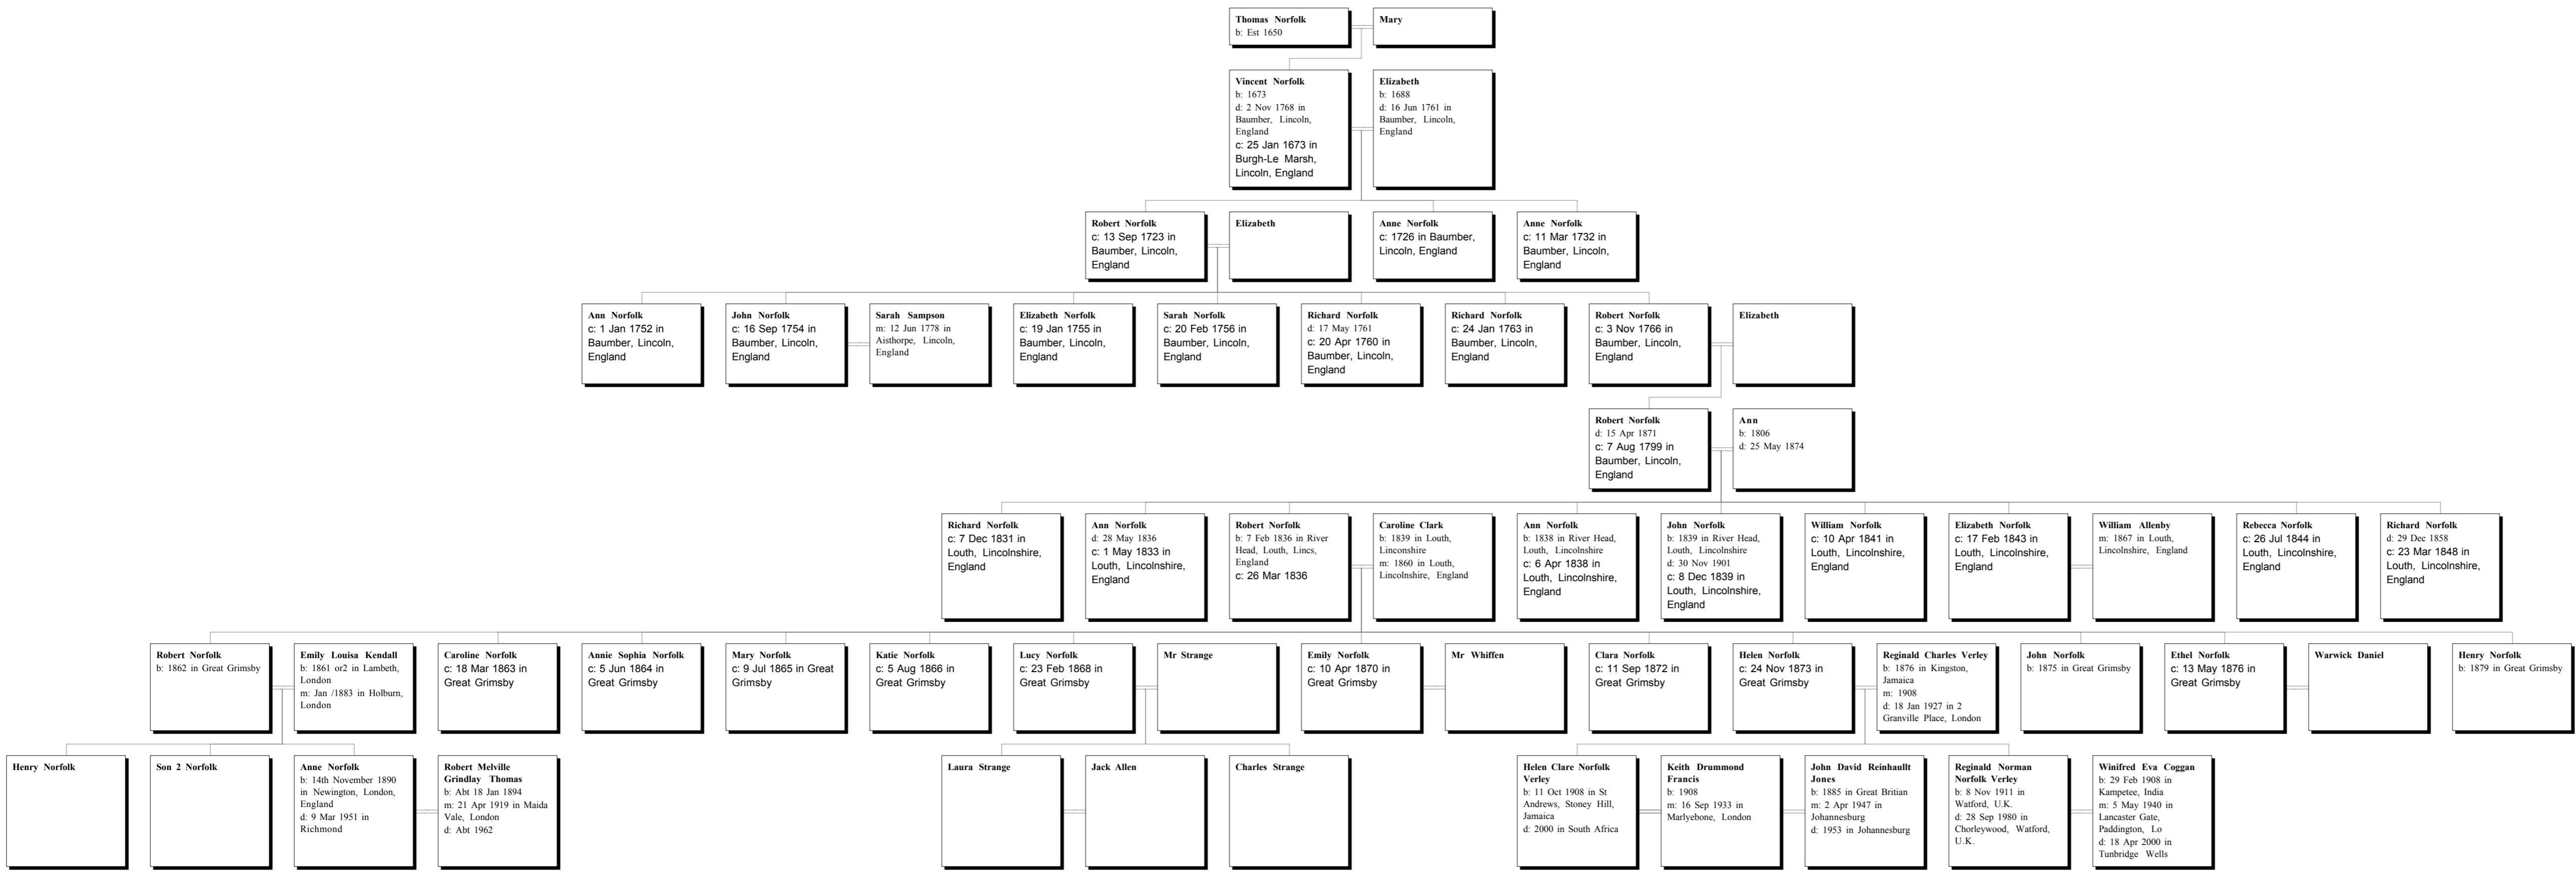 Thomas Norfolk
b: Est 1650
Mary
Vincent Norfolk
b: 1673
d: 2 Nov 1768 in
Baumber, Lincoln,
England
c: 25 Jan 1673 in
Burgh-Le Marsh,
Lincoln, England
Elizabeth
b: 1688
d: 16 Jun 1761 in
Baumber, Lincoln,
England
Robert Norfolk
c: 13 Sep 1723 in
Baumber, Lincoln,
England
Elizabeth
Anne Norfolk
c: 1726 in Baumber,
Lincoln, England
Anne Norfolk
c: 11 Mar 1732 in
Baumber, Lincoln,
England
Ann Norfolk
c: 1 Jan 1752 in
Baumber, Lincoln,
England
John Norfolk
c: 16 Sep 1754 in
Baumber, Lincoln,
England
Sarah Sampson
m: 12 Jun 1778 in
Aisthorpe, Lincoln,
England
Elizabeth Norfolk
c: 19 Jan 1755 in
Baumber, Lincoln,
England
Sarah Norfolk
c: 20 Feb 1756 in
Baumber, Lincoln,
England
Richard Norfolk
d: 17 May 1761
c: 20 Apr 1760 in
Baumber, Lincoln,
England
Richard Norfolk
c: 24 Jan 1763 in
Baumber, Lincoln,
England
Robert Norfolk
c: 3 Nov 1766 in
Baumber, Lincoln,
England
Elizabeth
Robert Norfolk
d: 15 Apr 1871
c: 7 Aug 1799 in
Baumber, Lincoln,
England
Ann
b: 1806
d: 25 May 1874
Richard Norfolk
c: 7 Dec 1831 in
Louth, Lincolnshire,
England
Ann Norfolk
d: 28 May 1836
c: 1 May 1833 in
Louth, Lincolnshire,
England
Robert Norfolk
b: 7 Feb 1836 in River
Head, Louth, Lincs,
England
c: 26 Mar 1836
Caroline Clark
b: 1839 in Louth,
Linconshire
m: 1860 in Louth,
Lincolnshire, England
Ann Norfolk
b: 1838 in River Head,
Louth, Lincolnshire
c: 6 Apr 1838 in
Louth, Lincolnshire,
England
John Norfolk
b: 1839 in River Head,
Louth, Lincolnshire
d: 30 Nov 1901
c: 8 Dec 1839 in
Louth, Lincolnshire,
England
William Norfolk
c: 10 Apr 1841 in
Louth, Lincolnshire,
England
Elizabeth Norfolk
c: 17 Feb 1843 in
Louth, Lincolnshire,
England
William Allenby
m: 1867 in Louth,
Lincolnshire, England
Rebecca Norfolk
c: 26 Jul 1844 in
Louth, Lincolnshire,
England
Richard Norfolk
d: 29 Dec 1858
c: 23 Mar 1848 in
Louth, Lincolnshire,
England
Robert Norfolk
b: 1862 in Great Grimsby
Emily Louisa Kendall
b: 1861 or2 in Lambeth,
London
m: Jan /1883 in Holburn,
London
Caroline Norfolk
c: 18 Mar 1863 in
Great Grimsby
Annie Sophia Norfolk
c: 5 Jun 1864 in
Great Grimsby
Mary Norfolk
c: 9 Jul 1865 in Great
Grimsby
Katie Norfolk
c: 5 Aug 1866 in
Great Grimsby
Lucy Norfolk
c: 23 Feb 1868 in
Great Grimsby
Mr Strange
Emily Norfolk
c: 10 Apr 1870 in
Great Grimsby
Mr Whiffen
Clara Norfolk
c: 11 Sep 1872 in
Great Grimsby
Helen Norfolk
c: 24 Nov 1873 in
Great Grimsby
Reginald Charles Verley
b: 1876 in Kingston,
Jamaica
m: 1908
d: 18 Jan 1927 in 2
Granville Place, London
John Norfolk
b: 1875 in Great Grimsby
Ethel Norfolk
c: 13 May 1876 in
Great Grimsby
Warwick Daniel
Henry Norfolk
b: 1879 in Great Grimsby
Henry Norfolk
Son 2 Norfolk
Anne Norfolk
b: 14th November 1890
in Newington, London,
England
d: 9 Mar 1951 in
Richmond
Robert Melville
Grindlay Thomas
b: Abt 18 Jan 1894
m: 21 Apr 1919 in Maida
Vale, London
d: Abt 1962
Laura Strange
Jack Allen
Charles Strange
Helen Clare Norfolk
Verley
b: 11 Oct 1908 in St
Andrews, Stoney Hill,
Jamaica
d: 2000 in South Africa
Keith Drummond
Francis
b: 1908
m: 16 Sep 1933 in
Marlyebone, London
John David Reinhaullt
Jones
b: 1885 in Great Britian
m: 2 Apr 1947 in
Johannesburg
d: 1953 in Johannesburg
Reginald Norman
Norfolk Verley
b: 8 Nov 1911 in
Watford, U.K.
d: 28 Sep 1980 in
Chorleywood, Watford,
U.K.
Winifred Eva Coggan
b: 29 Feb 1908 in
Kampetee, India
m: 5 May 1940 in
Lancaster Gate,
Paddington, Lo
d: 18 Apr 2000 in
Tunbridge Wells